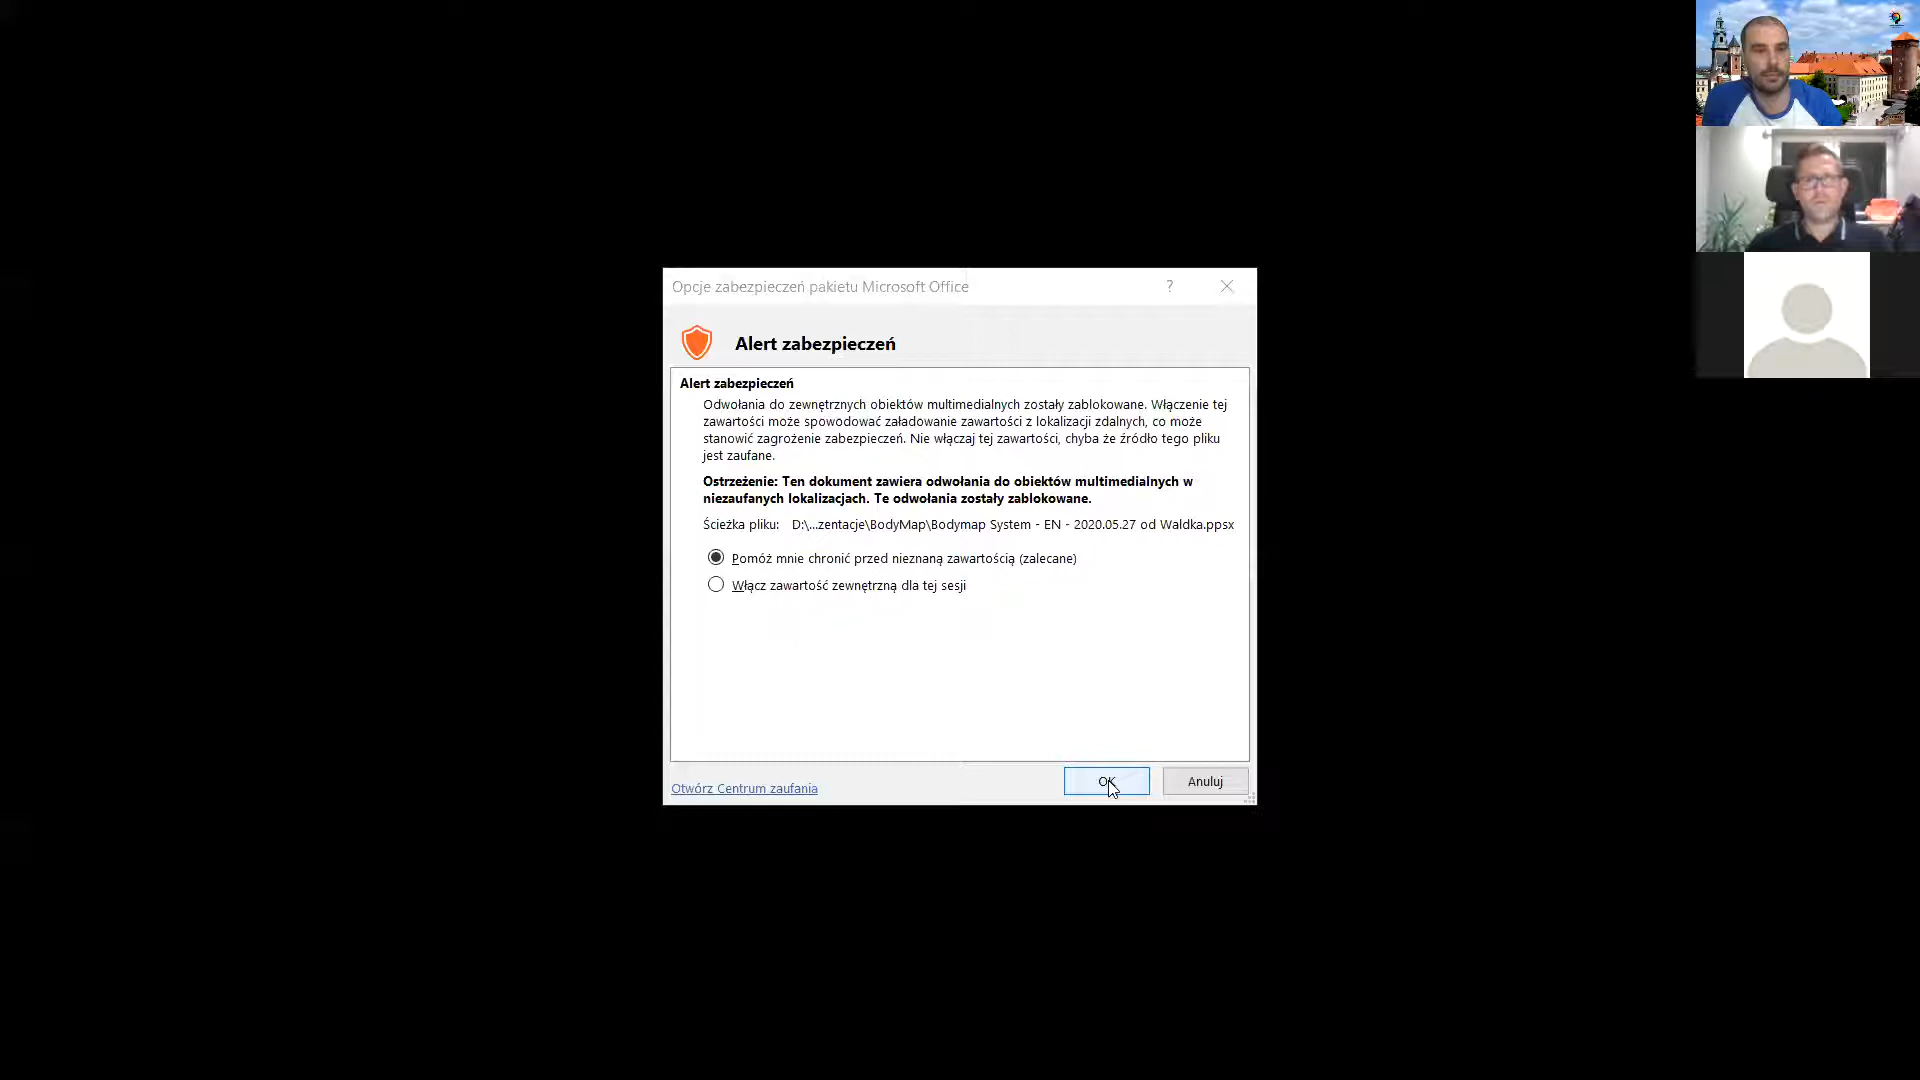 Opcje zabezpieczeń pakietu Microsoft Office
?
Alert zabezpieczeń
Alert zabezpieczeń
Odwołania do zewnętrznych obiektów multimedialnych zostały zablokowane. Włączenie tej
zawartości może spowodować załadowanie zawartości z lokalizacji zdalnych, co może
stanowić zagrożenie zabezpieczeń. Nie włączaj tej zawartości, chyba że źródło tego pliku
jest zaufane.
Ostrzeżenie: Ten dokument zawiera odwołania do obiektów multimedialnych w
niezaufanych lokalizacjach. Te odwołania zostały zablokowane.
Ścieżka pliku: D:\...zentacje\BodyMap\Bodymap System - EN - 2020.05.27 od Waldka.ppsx
Pomóż mnie chronić przed nieznaną zawartością (zalecane)
Włącz zawartość zewnętrzną dla tej sesji
Otwórz Centrum zaufania
OK
Anuluj